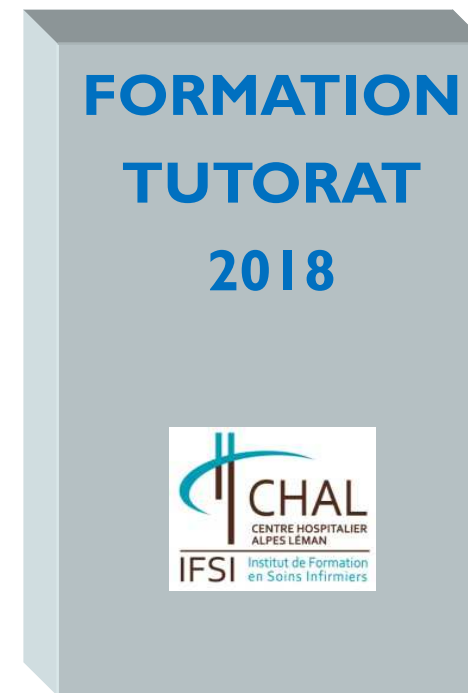 FORMATION
TUTORAT
2018
CHAL
CENTRE HOSPITALIER
ALPES LÉMAN
IFSI Institut de Formation
en Soins Infirmiers